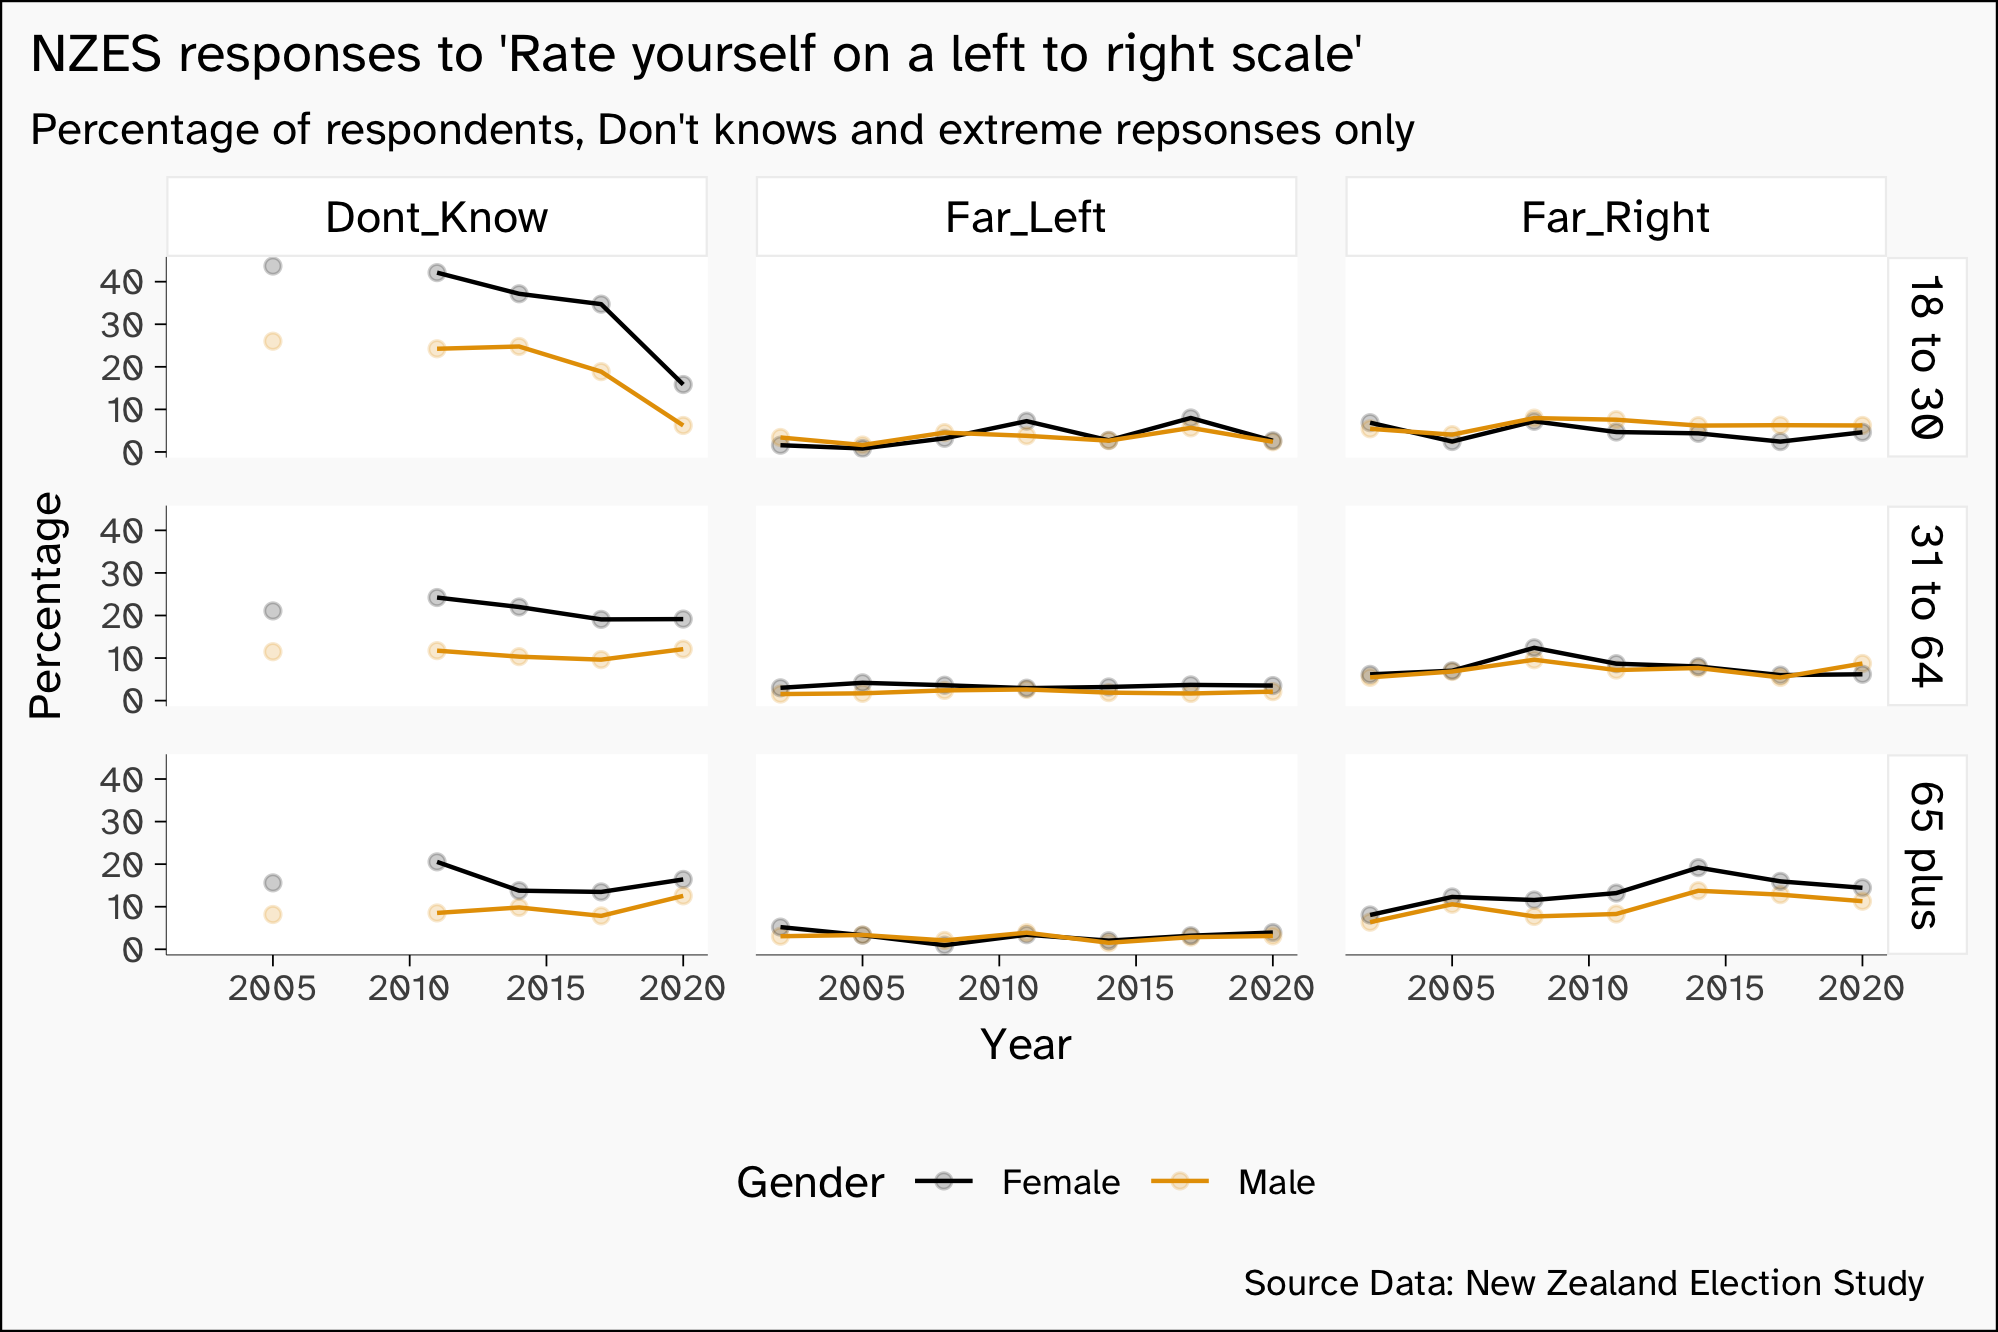 NZES responses to 'Rate yourself on a left to right scale'
Percentage of respondents, Don't knows and extreme repsonses only
Dont_Know Far_Left Far_Right
40
30
20
10
0
18 to 30
Percentage
40
30
20
10
0
31 to 64
40
30
20
10
0
65 plus
2005 2010 2015 2020 2005 2010 2015 2020 2005 2010 2015 2020
Year
Gender Female Male
Source Data: New Zealand Election Study